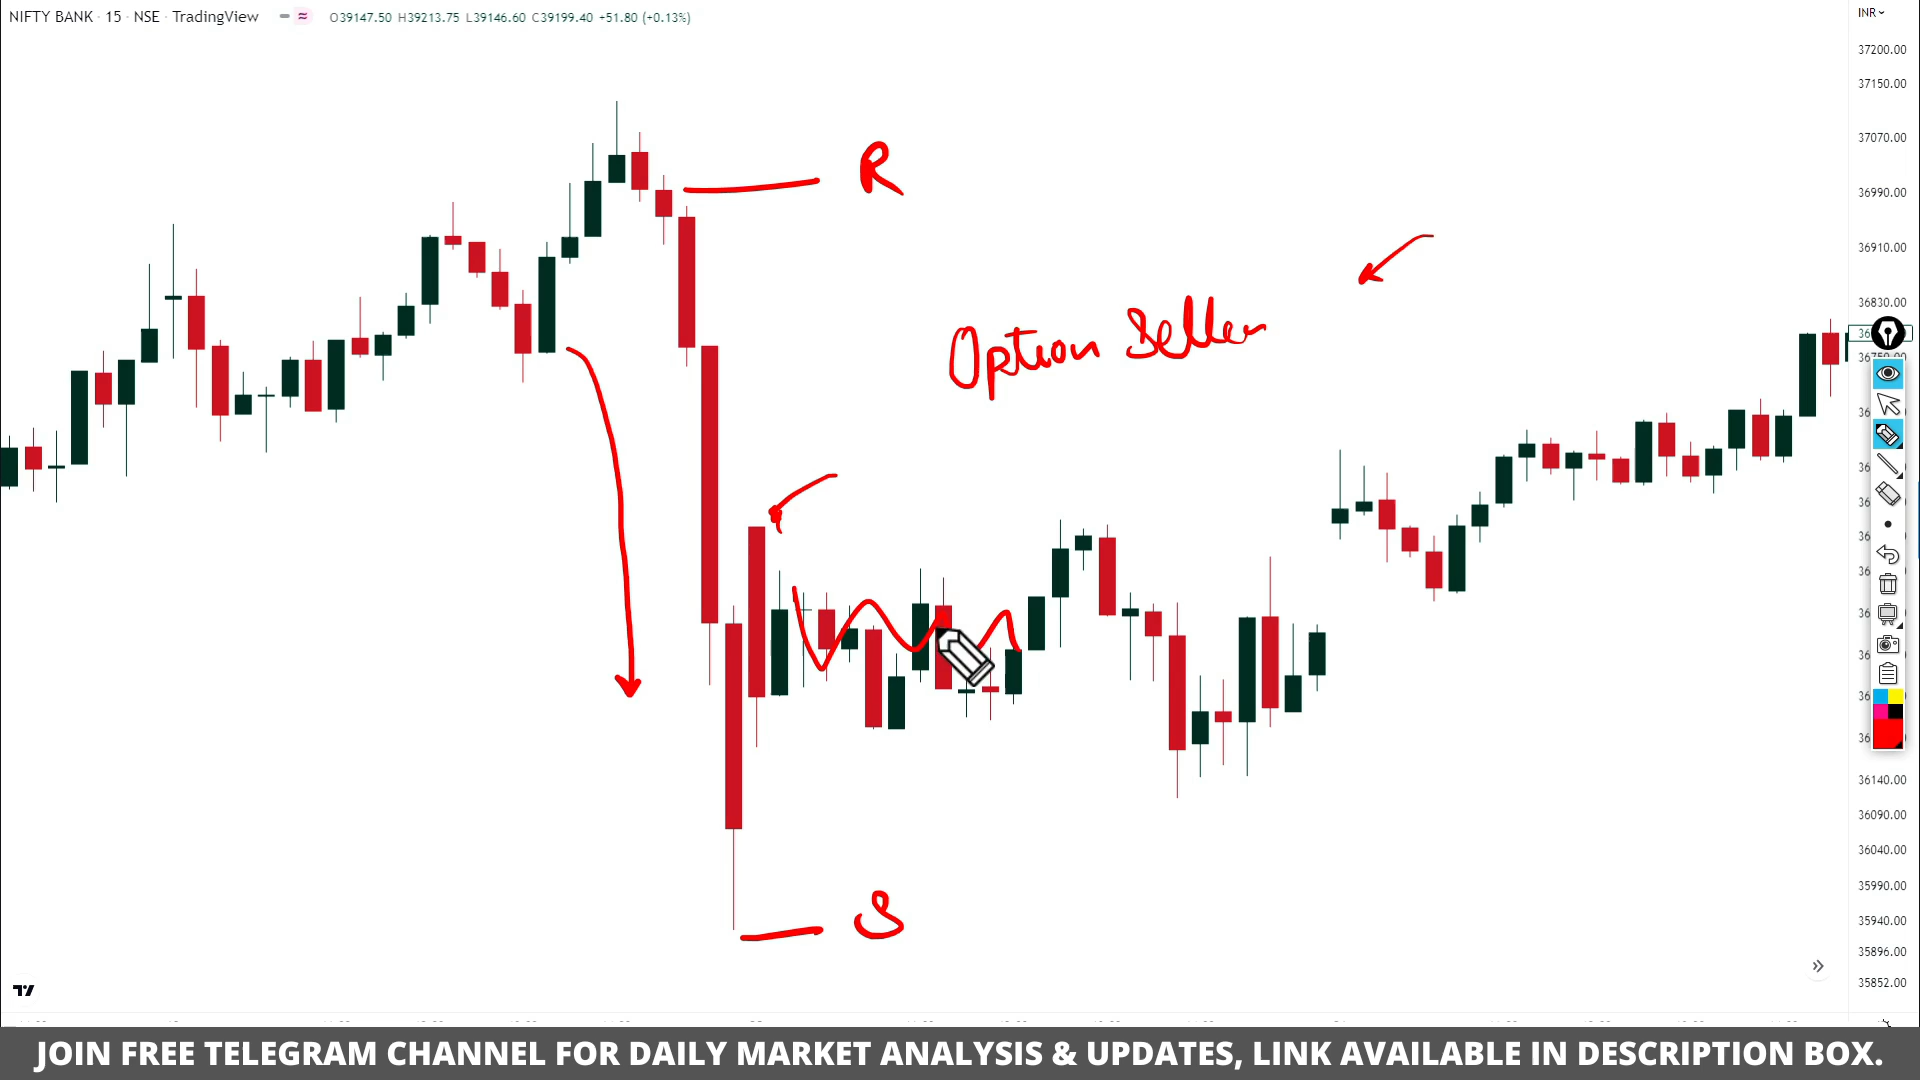 NIFTY BANK · 15 · NSE · TradingView
O39147.50 H39213.75 L39146.60 C39199.40 +51.80 (+0.13%)
INR
37200.00
37150.00
37070.00
R
36990.00
36910.00
36830.00
Option Seller
36750.00
36140.00
36090.00
36040.00
35990.00
S
35940.00
35896.00
35852.00
JOIN FREE TELEGRAM CHANNEL FOR DAILY MARKET ANALYSIS & UPDATES, LINK AVAILABLE IN DESCRIPTION BOX.